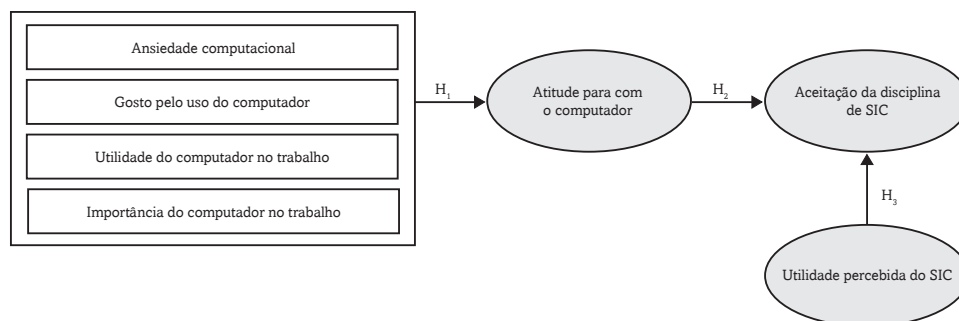 Ansiedade computacional
Gosto pelo uso do computador
Utilidade do computador no trabalho
Importância do computador no trabalho
H₁
Atitude para com
o computador
H₂
Aceitação da disciplina
de SIC
H₃
Utilidade percebida do SIC